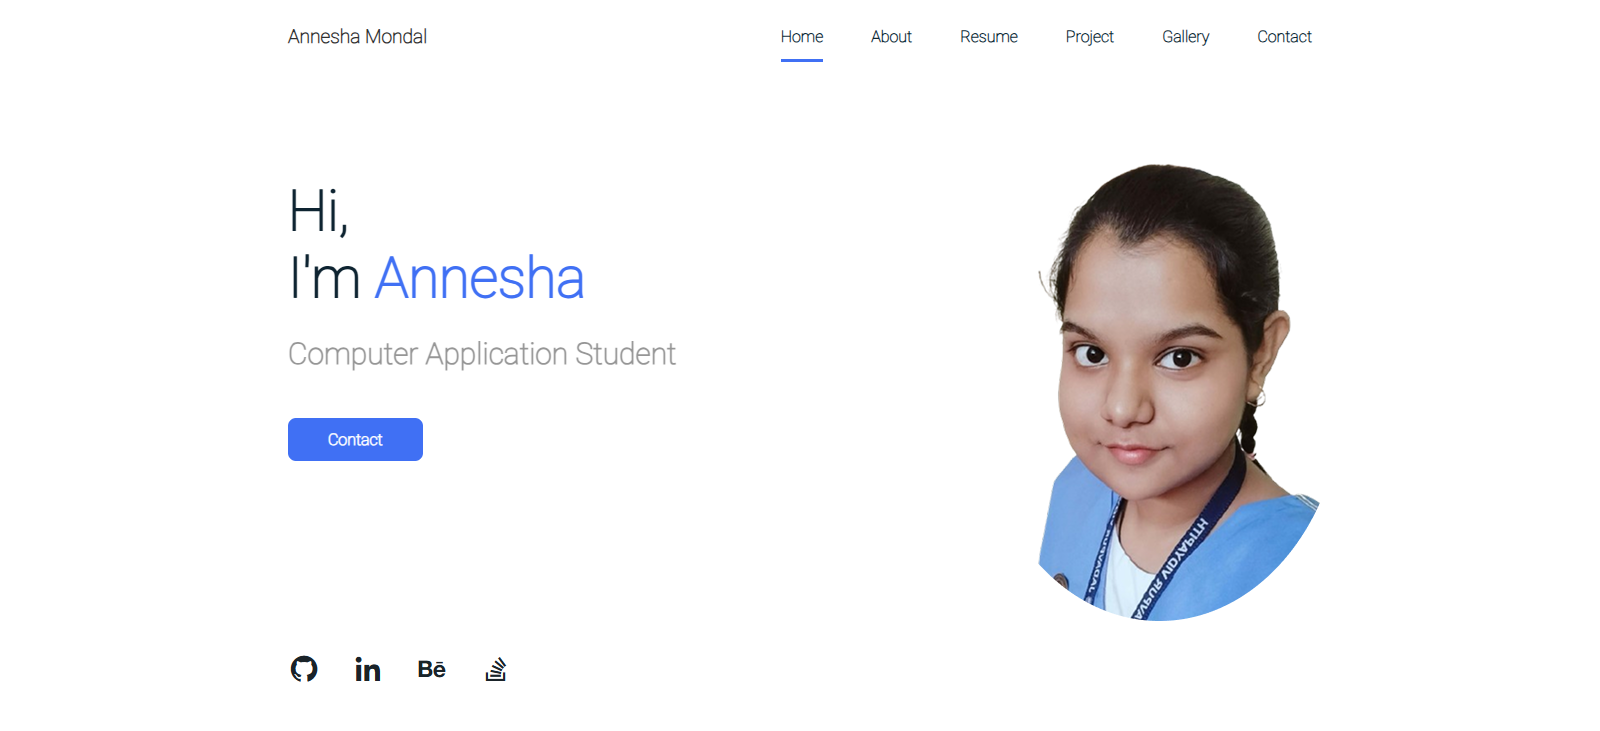 Annesha Mondal
Home About Resume Project Gallery Contact
Hi,
I'm Annesha
Computer Application Student
Contact
in Bē